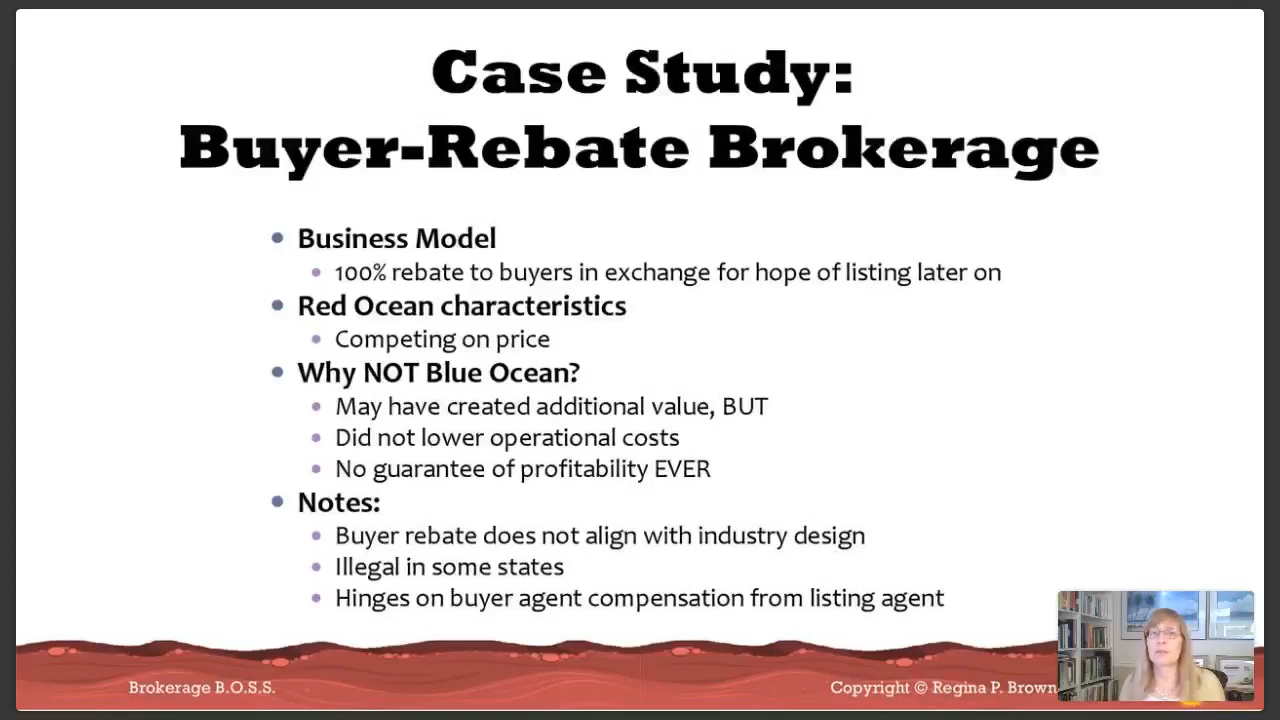 Case Study:
Buyer-Rebate Brokerage
Business Model
100% rebate to buyers in exchange for hope of listing later on
Red Ocean characteristics
Competing on price
Why NOT Blue Ocean?
May have created additional value, BUT
Did not lower operational costs
No guarantee of profitability EVER
Notes:
Buyer rebate does not align with industry design
Illegal in some states
Hinges on buyer agent compensation from listing agent
Brokerage B.O.S.S.
Copyright © Regina P. Brown